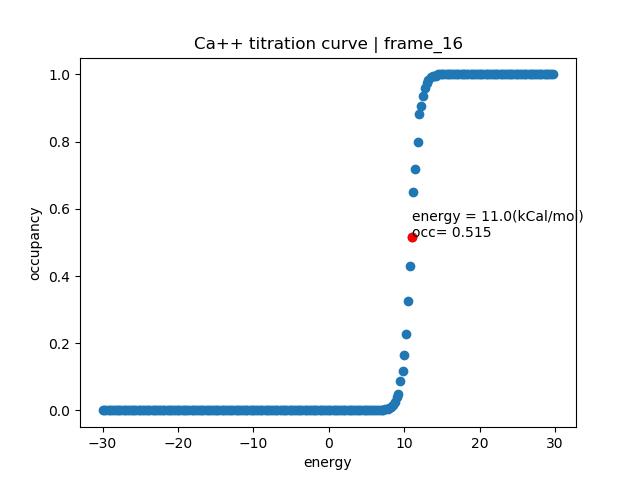 Ca++ titration curve | frame_16
1.0
0.8
0.6
0.4
0.2
0.0
occupancy
energy = 11.0(kCal/mol)
occ= 0.515
−30 −20 −10 0 10 20 30
energy